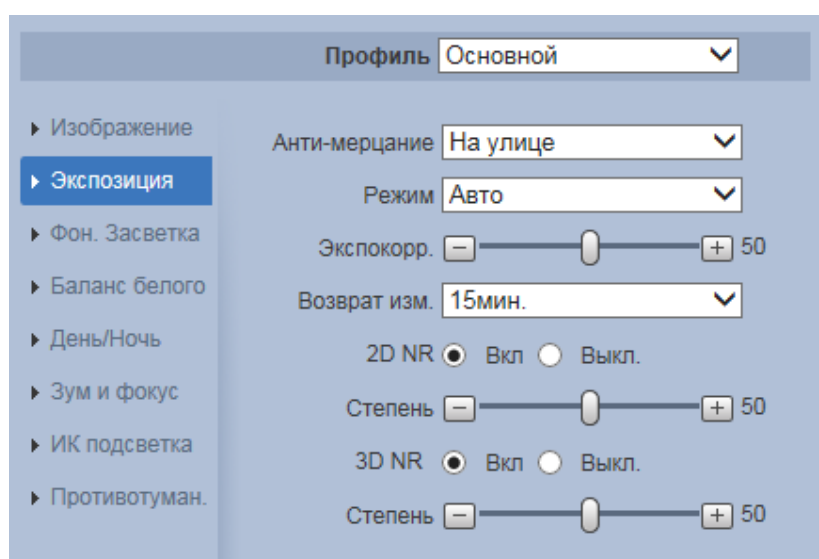 Профиль Основной
Изображение
Экспозиция
Фон. Засветка
Баланс белого
День/Ночь
Зум и фокус
ИК подсветка
Противотуман.
Анти-мерцание На улице
Режим Авто
Экспокорр. 50
Возврат изм. 15мин.
2D NR Вкл Выкл.
Степень 50
3D NR Вкл Выкл.
Степень 50